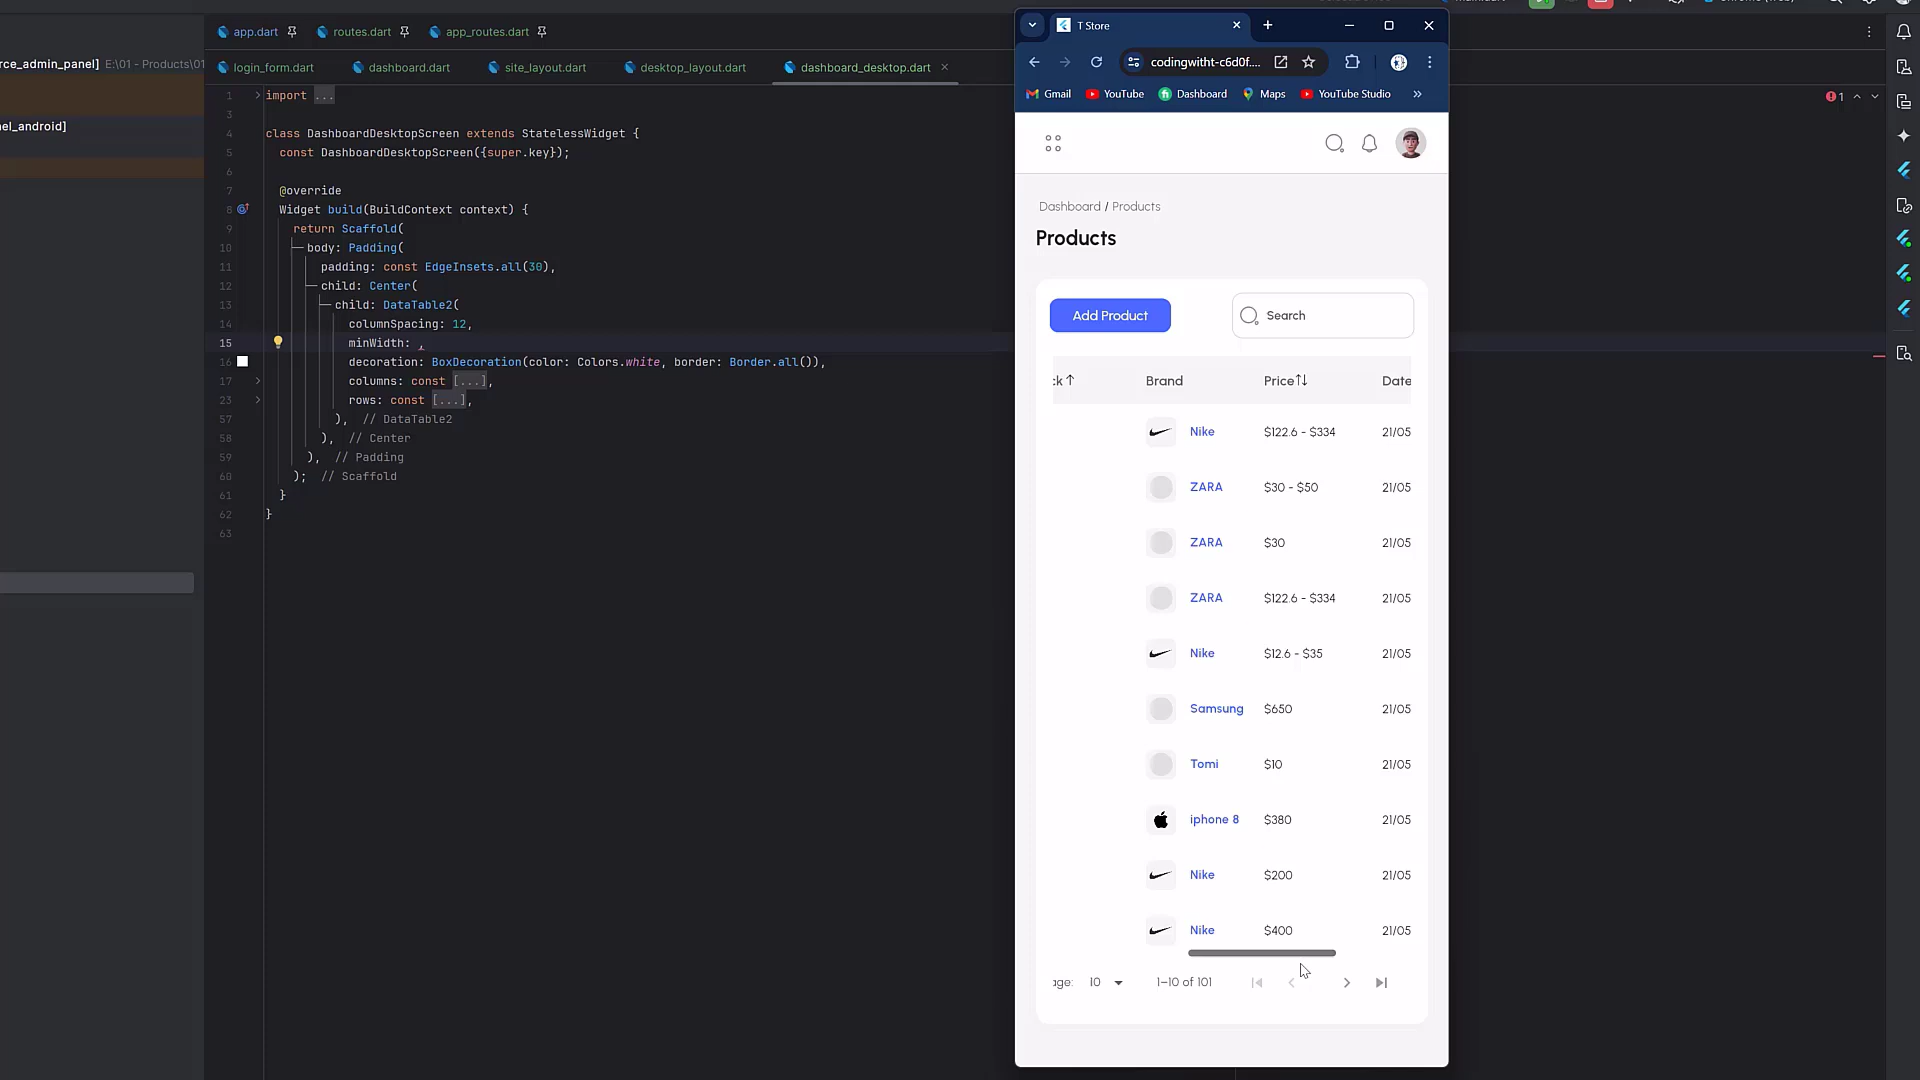 app.dart
routes.dart
app_routes.dart
rce_admin_panel] E:\01 - Products\01
nel_android]
login_form.dart
dashboard.dart
site_layout.dart
desktop_layout.dart
dashboard_desktop.dart
1 import ...
3
4 class DashboardDesktopScreen extends StatelessWidget {
5 const DashboardDesktopScreen({super.key});
6
7 @override
8 Widget build(BuildContext context) {
9 return Scaffold(
10 body: Padding(
11 padding: const EdgeInsets.all(30),
12 child: Center(
13 child: DataTable2(
14 columnSpacing: 12,
15 minWidth: ,
16 decoration: BoxDecoration(color: Colors.white, border: Border.all()),
17 columns: const [...],
23 rows: const [...],
57 ), // DataTable2
58 ), // Center
59 ), // Padding
60 ); // Scaffold
61 }
62 }
63
1
T Store
codingwitht-c6d0f....
Gmail
YouTube
Dashboard
Maps
YouTube Studio
»
Dashboard / Products
Products
Add Product
Search
ck↑ Brand Price↑↓ Date
Nike $122.6 - $334 21/05
ZARA $30 - $50 21/05
ZARA $30 21/05
ZARA $122.6 - $334 21/05
Nike $12.6 - $35 21/05
Samsung $650 21/05
Tomi $10 21/05
iphone 8 $380 21/05
Nike $200 21/05
Nike $400 21/05
age: 10 1–10 of 101